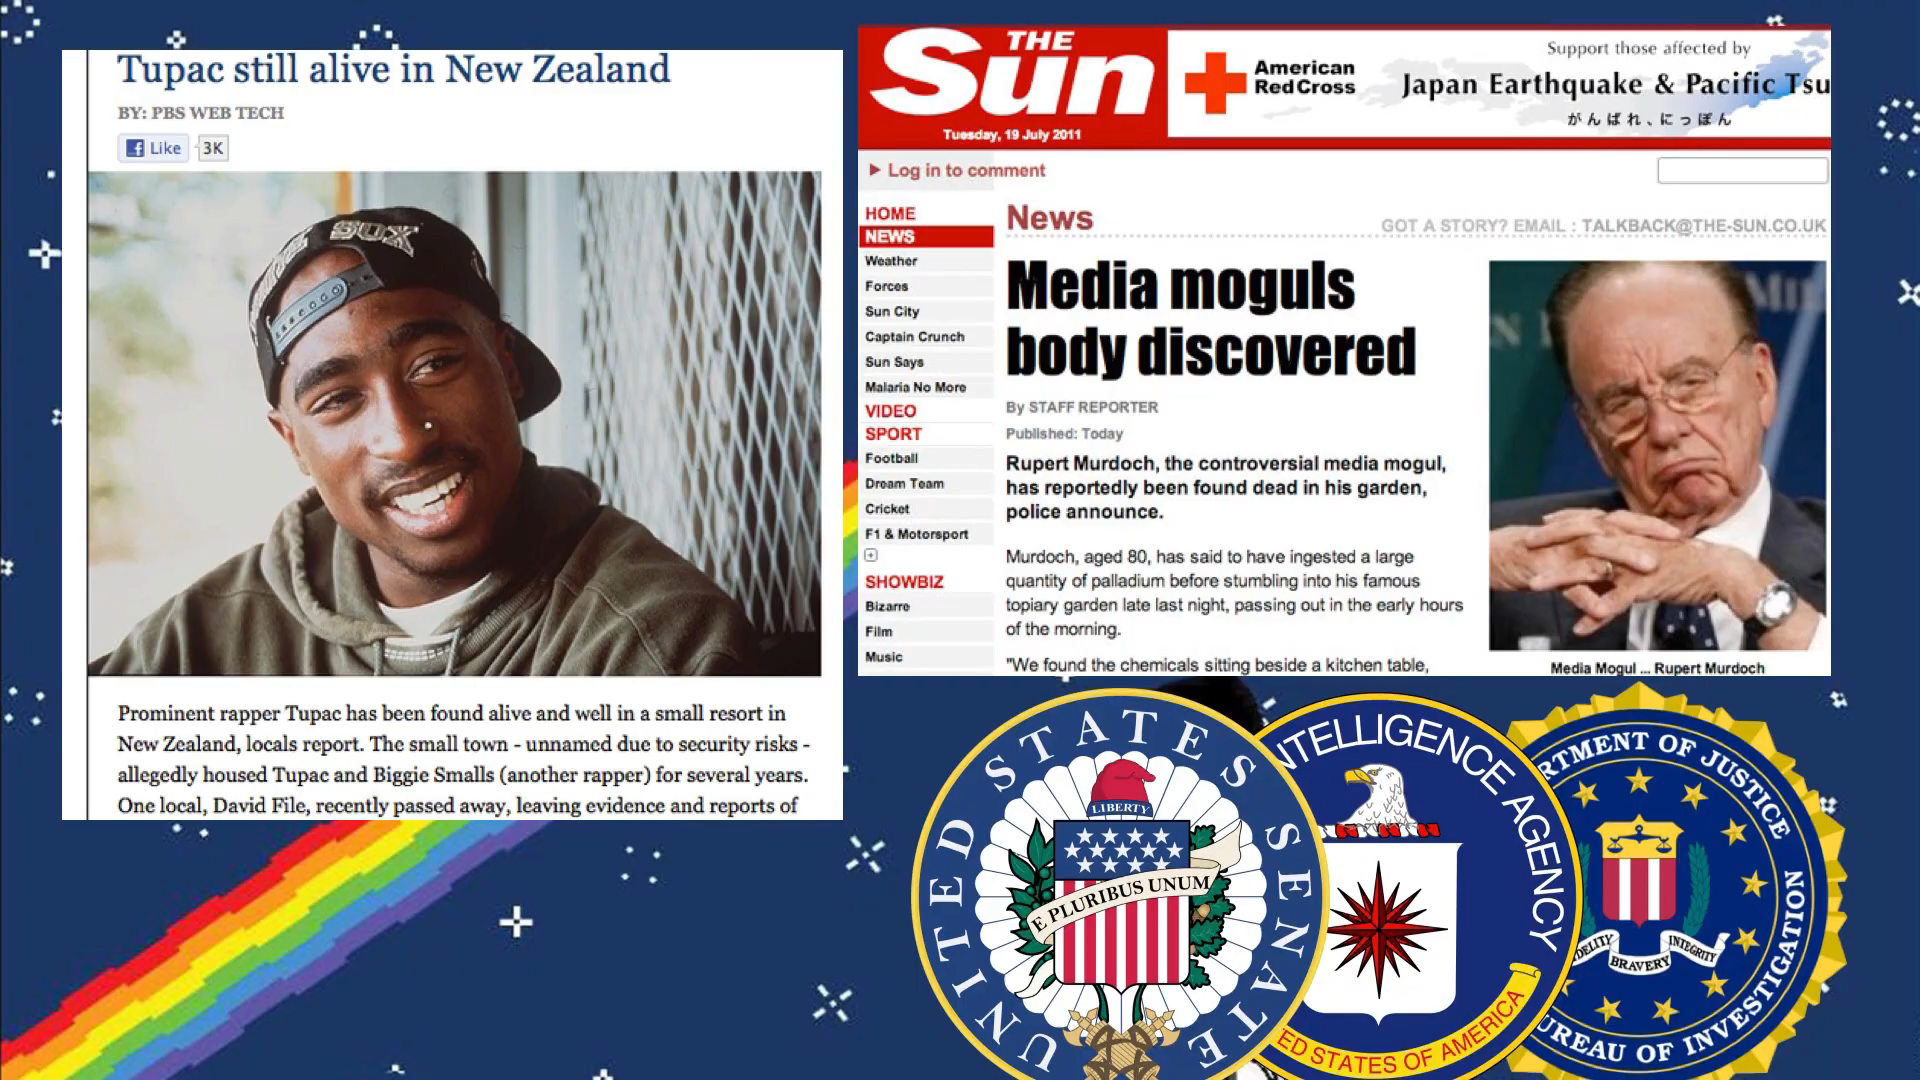 Tupac still alive in New Zealand
BY: PBS WEB TECH
Like 3K
SOX
Prominent rapper Tupac has been found alive and well in a small resort in
New Zealand, locals report. The small town - unnamed due to security risks -
allegedly housed Tupac and Biggie Smalls (another rapper) for several years.
One local, David File, recently passed away, leaving evidence and reports of
THE
Sun
Tuesday, 19 July 2011
American
RedCross
Support those affected by
Japan Earthquake & Pacific Tsu
がんばれ、にっぽん
Log in to comment
HOME
NEWS
Weather
Forces
Sun City
Captain Crunch
Sun Says
Malaria No More
VIDEO
SPORT
Football
Dream Team
Cricket
F1 & Motorsport
SHOWBIZ
Bizarre
Film
Music
News
GOT A STORY? EMAIL : TALKBACK@THE-SUN.CO.UK
Media moguls
body discovered
By STAFF REPORTER
Published: Today
Rupert Murdoch, the controversial media mogul,
has reportedly been found dead in his garden,
police announce.
Murdoch, aged 80, has said to have ingested a large
quantity of palladium before stumbling into his famous
topiary garden late last night, passing out in the early hours
of the morning.
"We found the chemicals sitting beside a kitchen table,
Media Mogul ... Rupert Murdoch
UNITED STATES SENATE
LIBERTY
E PLURIBUS UNUM
NTELLIGENCE AGENCY
ED STATES OF AMERICA
RTMENT OF JUSTICE
DELITY
BRAVERY
INTEGRITY
UREAU OF INVESTIGATION